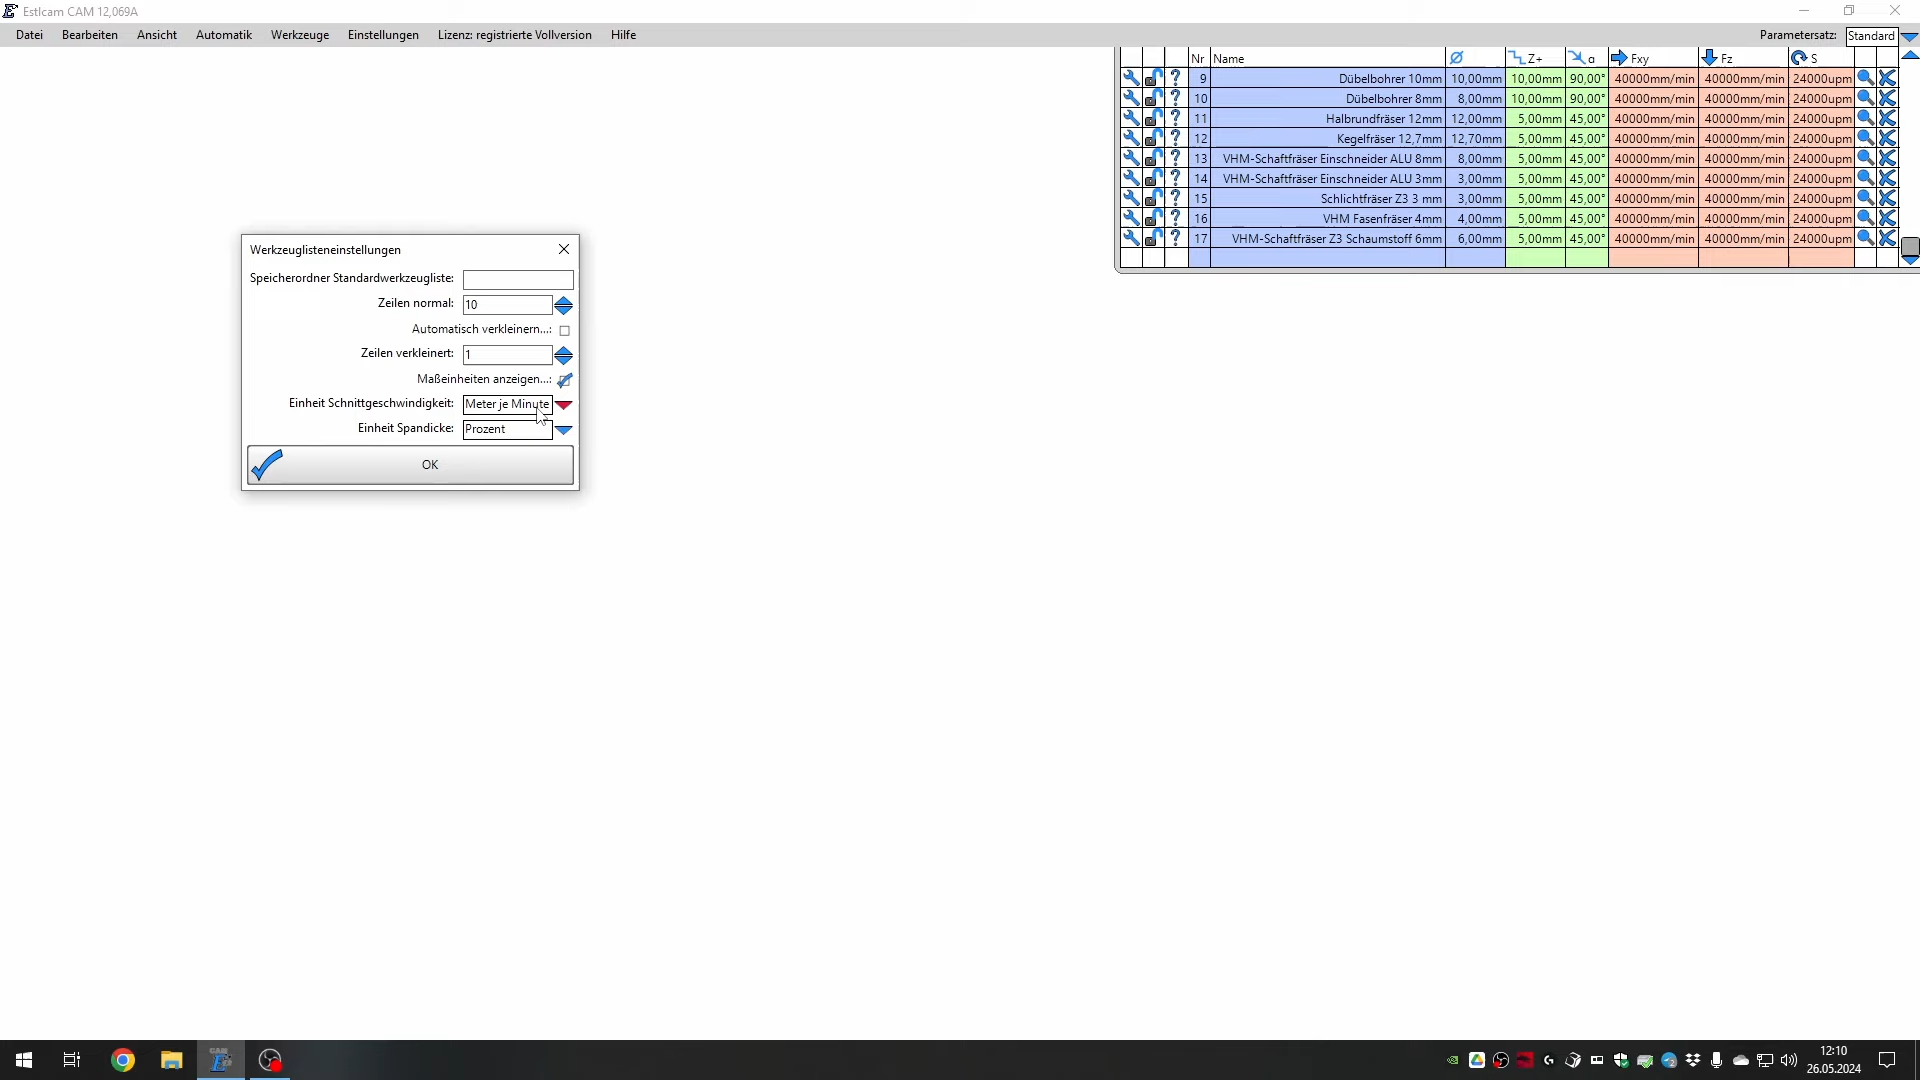 Estlcam CAM 12,069A
Datei Bearbeiten Ansicht Automatik Werkzeuge Einstellungen Lizenz: registrierte Vollversion Hilfe Parametersatz: Standard
Nr Name Z+ α Fxy Fz S
9 Dübelbohrer 10mm 10,00mm 10,00mm 90,00° 40000mm/min 40000mm/min 24000upm
10 Dübelbohrer 8mm 8,00mm 10,00mm 90,00° 40000mm/min 40000mm/min 24000upm
11 Halbrundfräser 12mm 12,00mm 5,00mm 45,00° 40000mm/min 40000mm/min 24000upm
12 Kegelfräser 12,7mm 12,70mm 5,00mm 45,00° 40000mm/min 40000mm/min 24000upm
13 VHM-Schaftfräser Einschneider ALU 8mm 8,00mm 5,00mm 45,00° 40000mm/min 40000mm/min 24000upm
14 VHM-Schaftfräser Einschneider ALU 3mm 3,00mm 5,00mm 45,00° 40000mm/min 40000mm/min 24000upm
15 Schlichtfräser Z3 3 mm 3,00mm 5,00mm 45,00° 40000mm/min 40000mm/min 24000upm
16 VHM Fasenfräser 4mm 4,00mm 5,00mm 45,00° 40000mm/min 40000mm/min 24000upm
17 VHM-Schaftfräser Z3 Schaumstoff 6mm 6,00mm 5,00mm 45,00° 40000mm/min 40000mm/min 24000upm
Werkzeuglisteneinstellungen
Speicherordner Standardwerkzeugliste:
Zeilen normal: 10
Automatisch verkleinern...:
Zeilen verkleinert: 1
Maßeinheiten anzeigen...:
Einheit Schnittgeschwindigkeit: Meter je Minute
Einheit Spandicke: Prozent
OK
12:10
26.05.2024